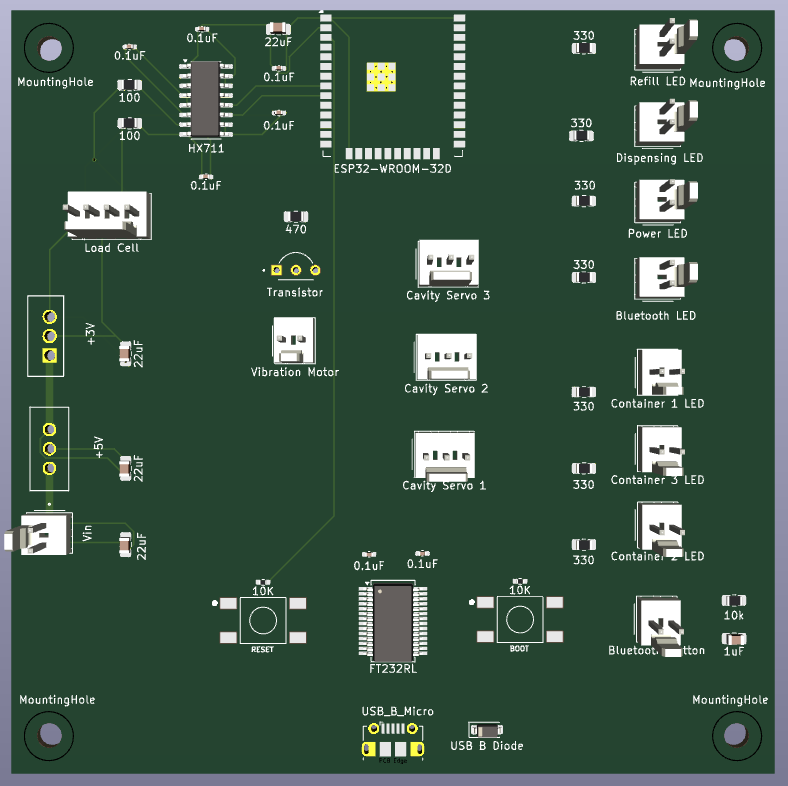 0.1uF
0.1uF
22uF
0.1uF
100
100
0.1uF
HX711
0.1uF
ESP32-WROOM-32D
MountingHole
MountingHole
330
Refill LED
330
Dispensing LED
330
Power LED
330
Bluetooth LED
Load Cell
470
Transistor
Vibration Motor
Cavity Servo 3
Cavity Servo 2
Cavity Servo 1
+3V
22uF
+5V
22uF
Vin
22uF
Container 1 LED
330
Container 3 LED
330
Container 2 LED
330
0.1uF
0.1uF
10K
RESET
10K
BOOT
FT232RL
10k
1uF
MountingHole
MountingHole
USB_B_Micro
USB B Diode
PCB Edge